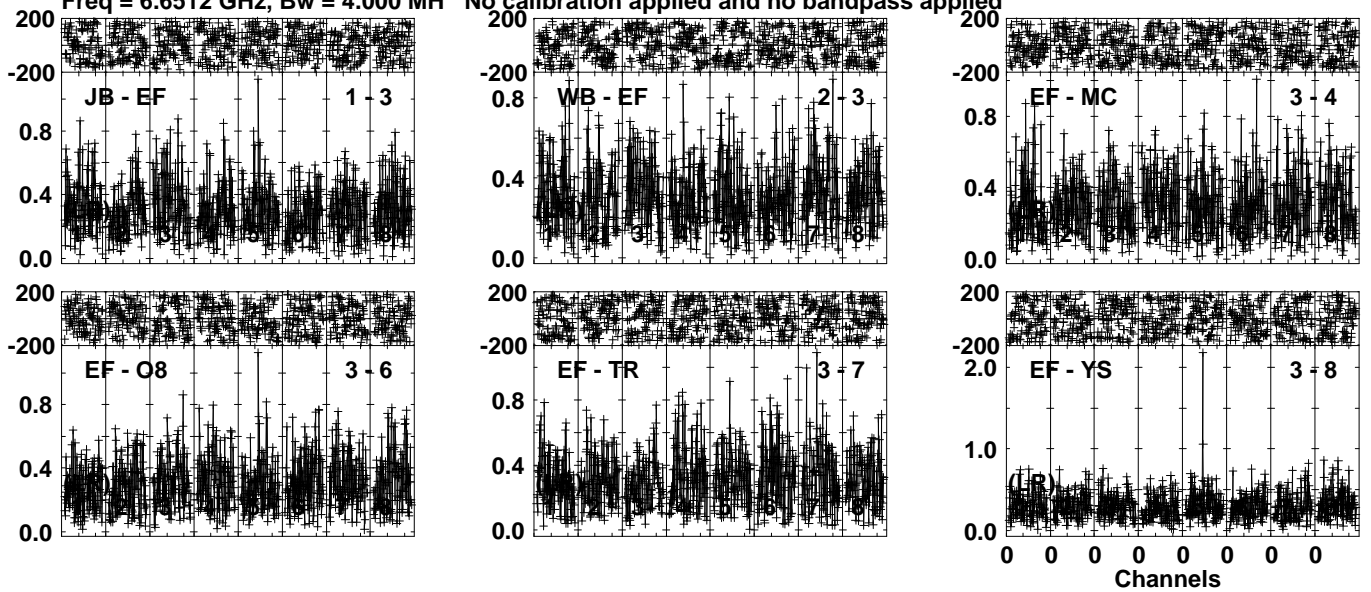 Freq = 6.6512 GHz, Bw = 4.000 MH No calibration applied and no bandpass applied
200 200 200
-200 -200 -200
JB - EF 1 - 3 WB - EF 2 - 3 EF - MC 3 - 4
0.8 0.8 0.8
0.4 0.4 0.4
0.0 0.0 0.0
200 200 200
-200 -200 -200
EF - O8 3 - 6 EF - TR 3 - 7 EF - YS 3 - 8
0.8 0.8 2.0
0.4 0.4 1.0
(LR)
0.0 0.0 0.0
0 0 0 0 0 0 0 0
Channels